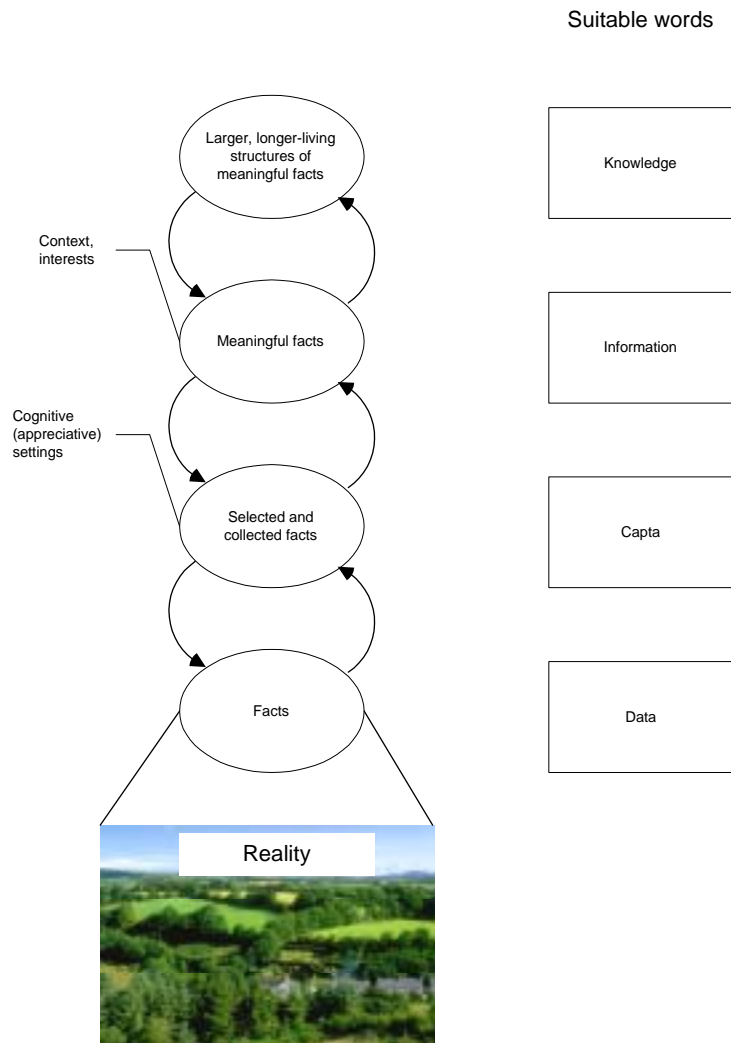 Suitable words
Larger, longer-living
structures of
meaningful facts
Knowledge
Context,
interests
Meaningful facts
Information
Cognitive
(appreciative)
settings
Selected and
collected facts
Capta
Facts
Data
Reality